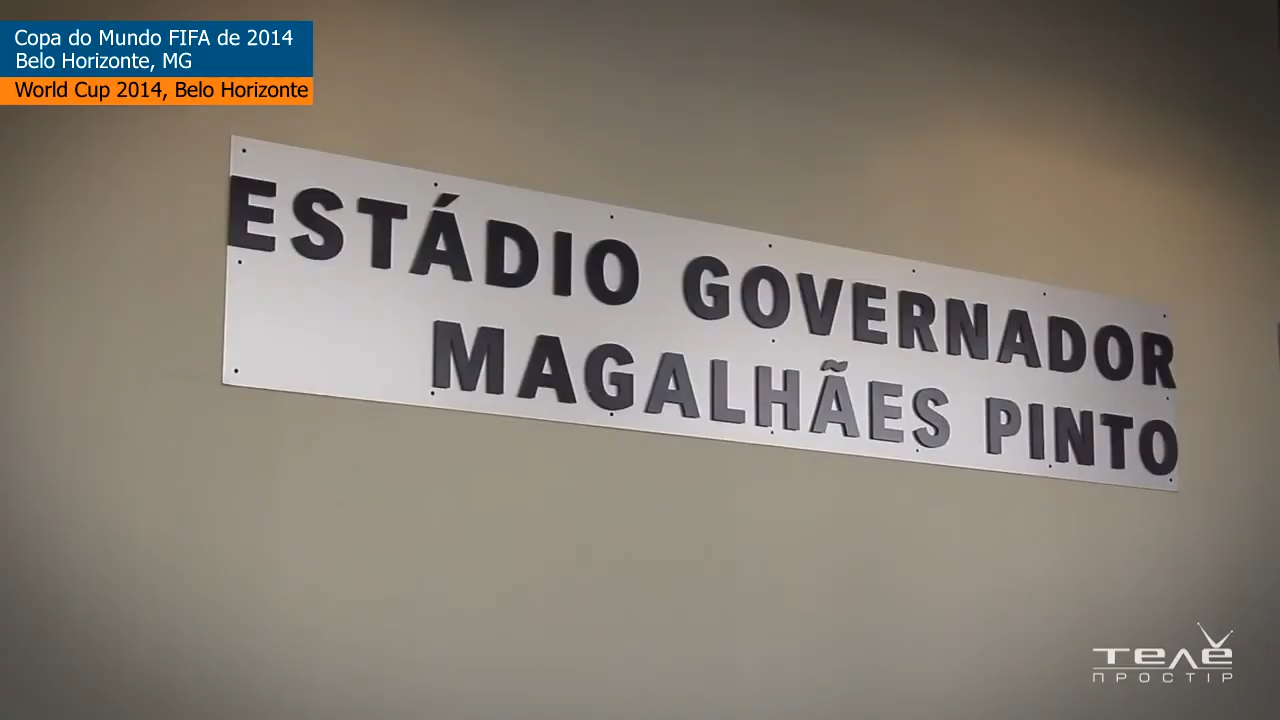 Copa do Mundo FIFA de 2014
Belo Horizonte, MG
World Cup 2014, Belo Horizonte
ESTÁDIO GOVERNADOR
MAGALHÃES PINTO
ТЕЛЕ
ПРОСТІР